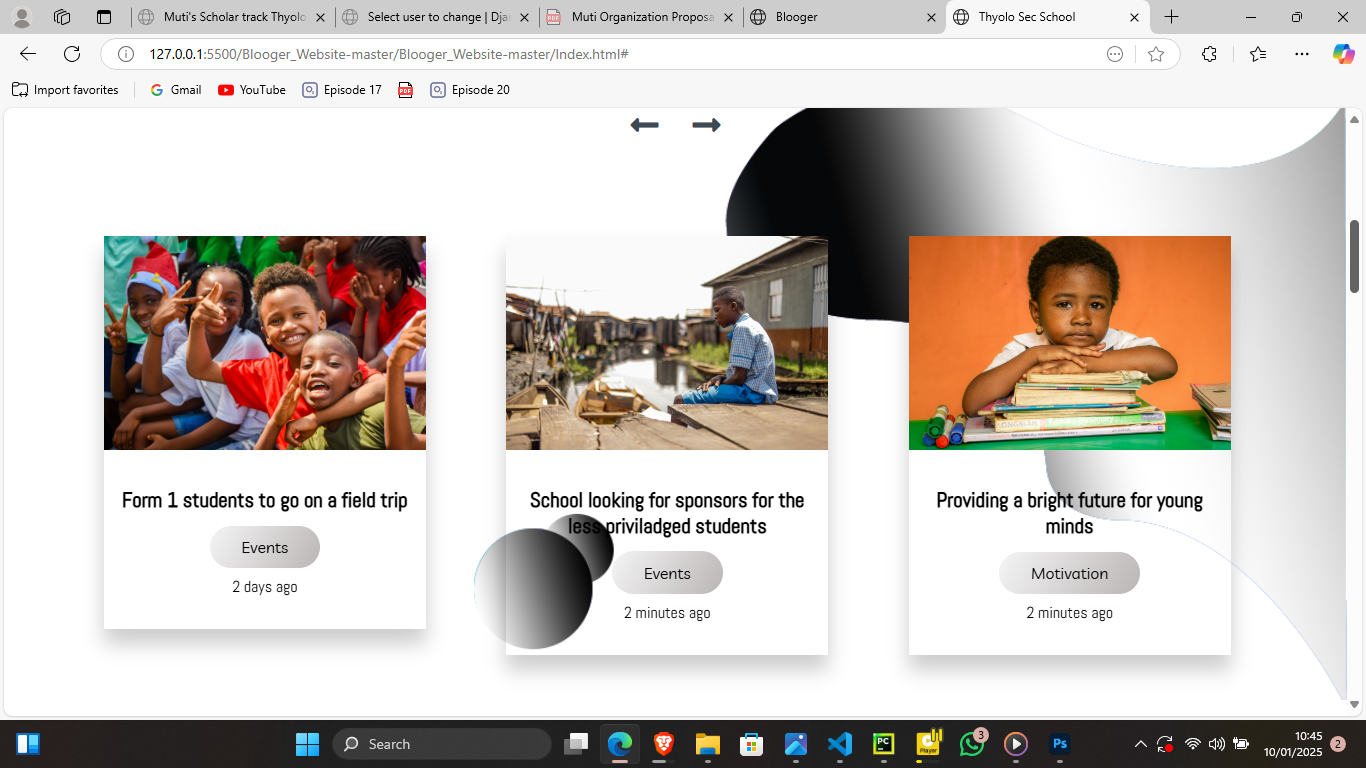 Muti's Scholar track Thyolo
Select user to change | Dja
Muti Organization Proposa
Blooger
Thyolo Sec School
127.0.0.1:5500/Blooger_Website-master/Blooger_Website-master/Index.html#
Import favorites
Gmail
YouTube
Episode 17
Episode 20
Form 1 students to go on a field trip
Events
2 days ago
School looking for sponsors for the
less priviladged students
Events
2 minutes ago
Providing a bright future for young
minds
Motivation
2 minutes ago
Search
PC
Player
3
Ps
10:45
10/01/2025
2